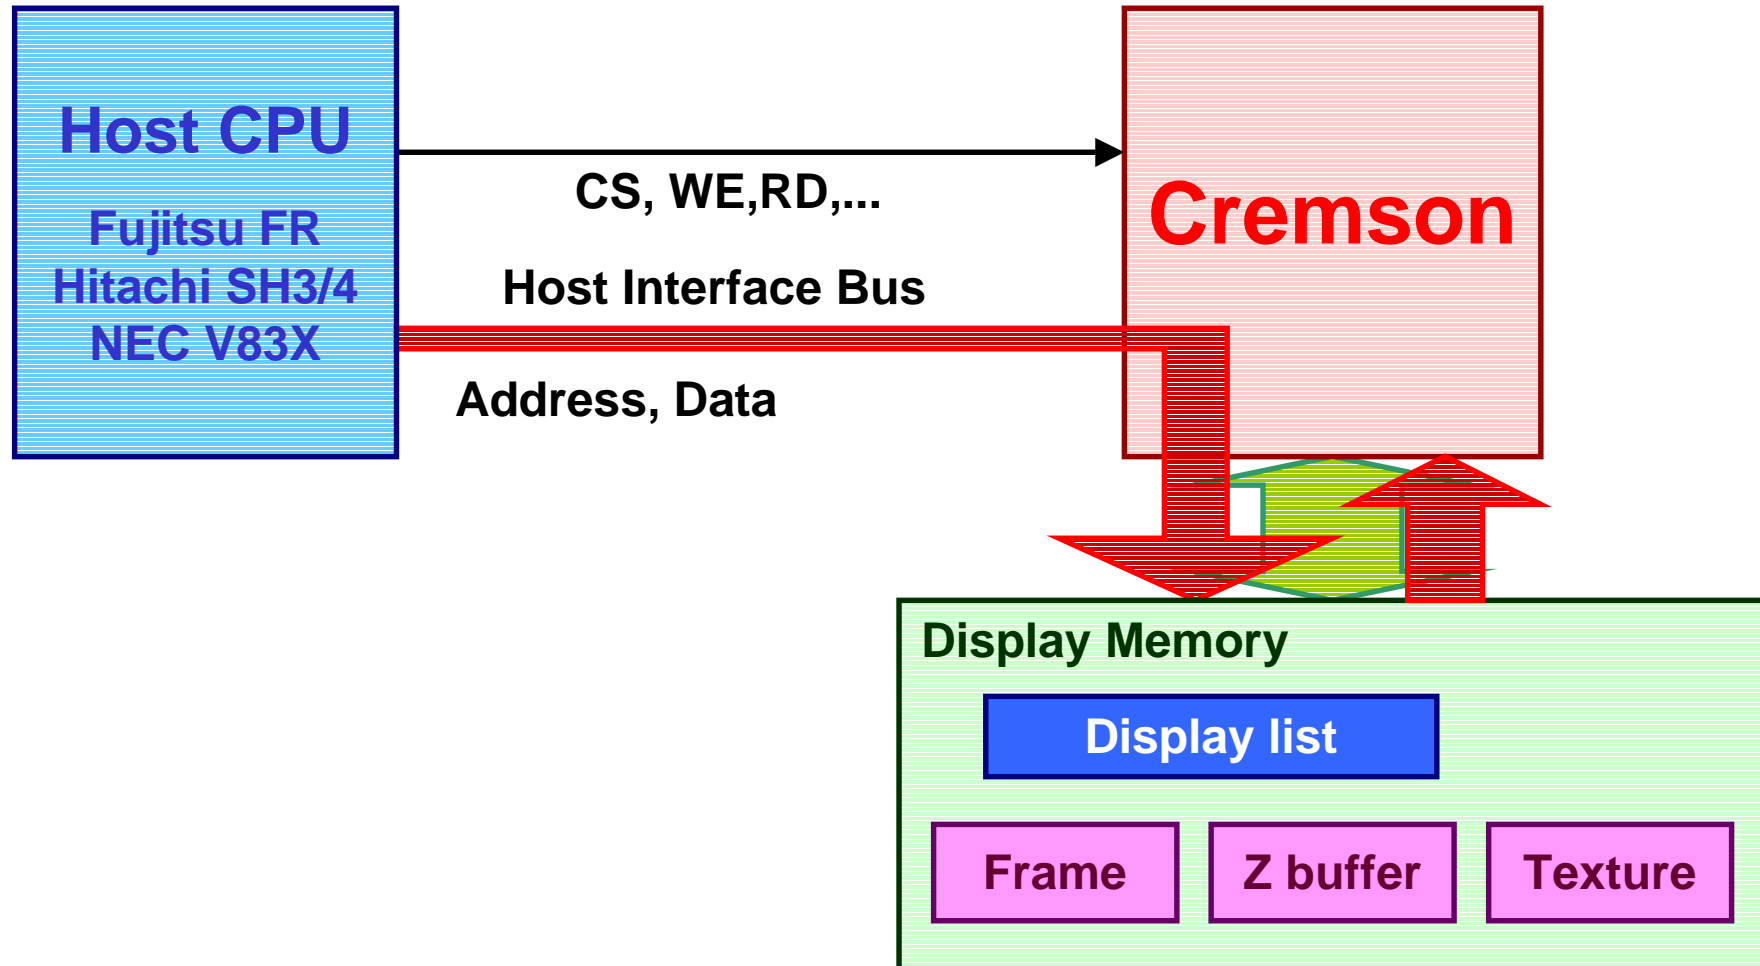 Host CPU
Fujitsu FR
Hitachi SH3/4
NEC V83X
CS, WE,RD,...
Host Interface Bus
Address, Data
Cremson
Display Memory
Display list
Frame
Z buffer
Texture